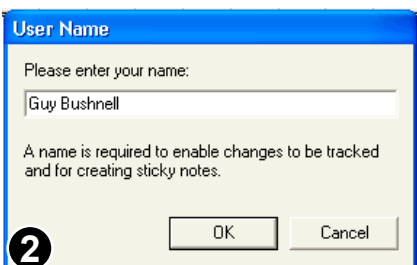 User Name
Please enter your name:
Guy Bushnell
A name is required to enable changes to be tracked
and for creating sticky notes.
OK Cancel
2